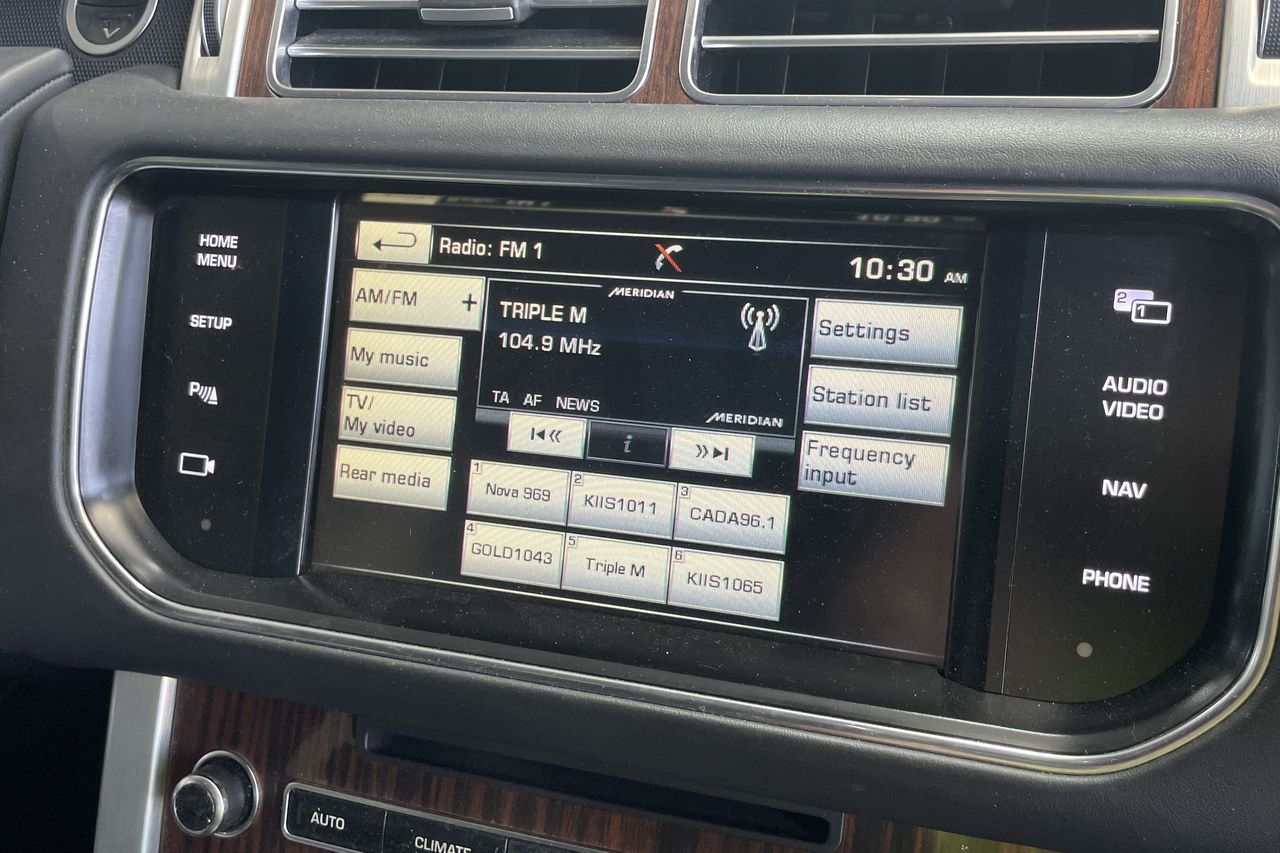 HOME
MENU
SETUP
P
Radio: FM 1
10:30 AM
AM/FM +
My music
TV/
My video
Rear media
MERIDIAN
TRIPLE M
104.9 MHz
TA AF NEWS
MERIDIAN
i
Settings
Station list
Frequency
input
1 Nova 969
2 KIIS1011
3 CADA96.1
4 GOLD1043
5 Triple M
6 KIIS1065
2
1
AUDIO
VIDEO
NAV
PHONE
AUTO
CLIMATE